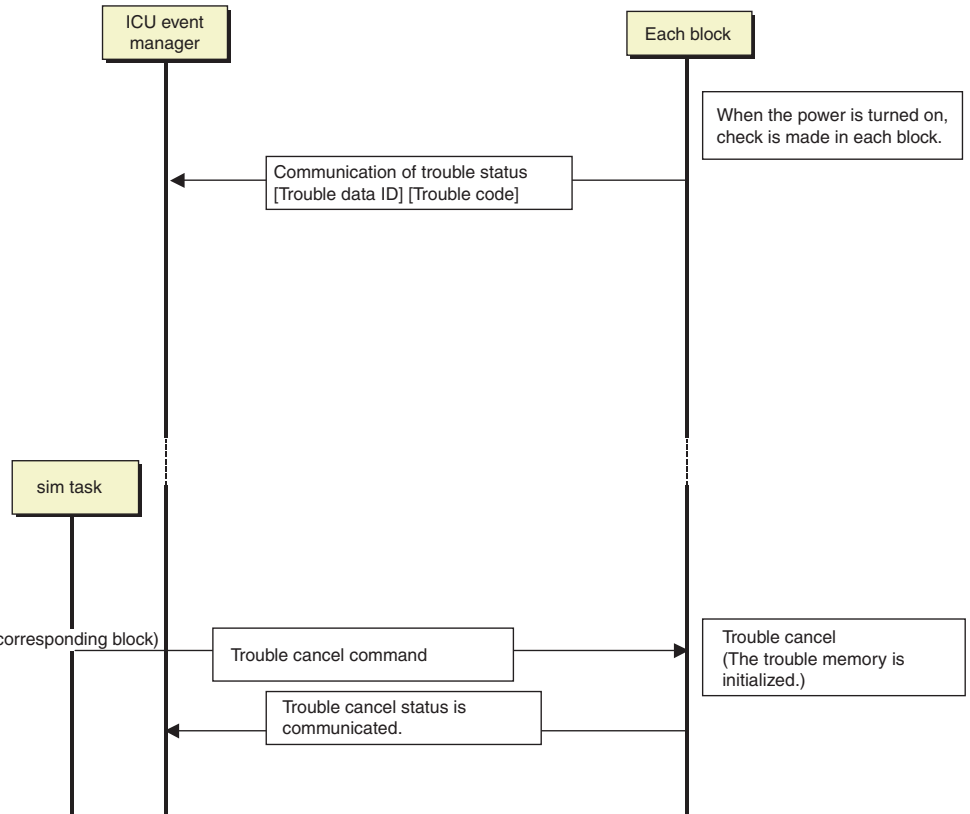 ICU event
manager
Each block
When the power is turned on,
check is made in each block.
Communication of trouble status
[Trouble data ID] [Trouble code]
sim task
corresponding block)
Trouble cancel command
Trouble cancel
(The trouble memory is
initialized.)
Trouble cancel status is
communicated.